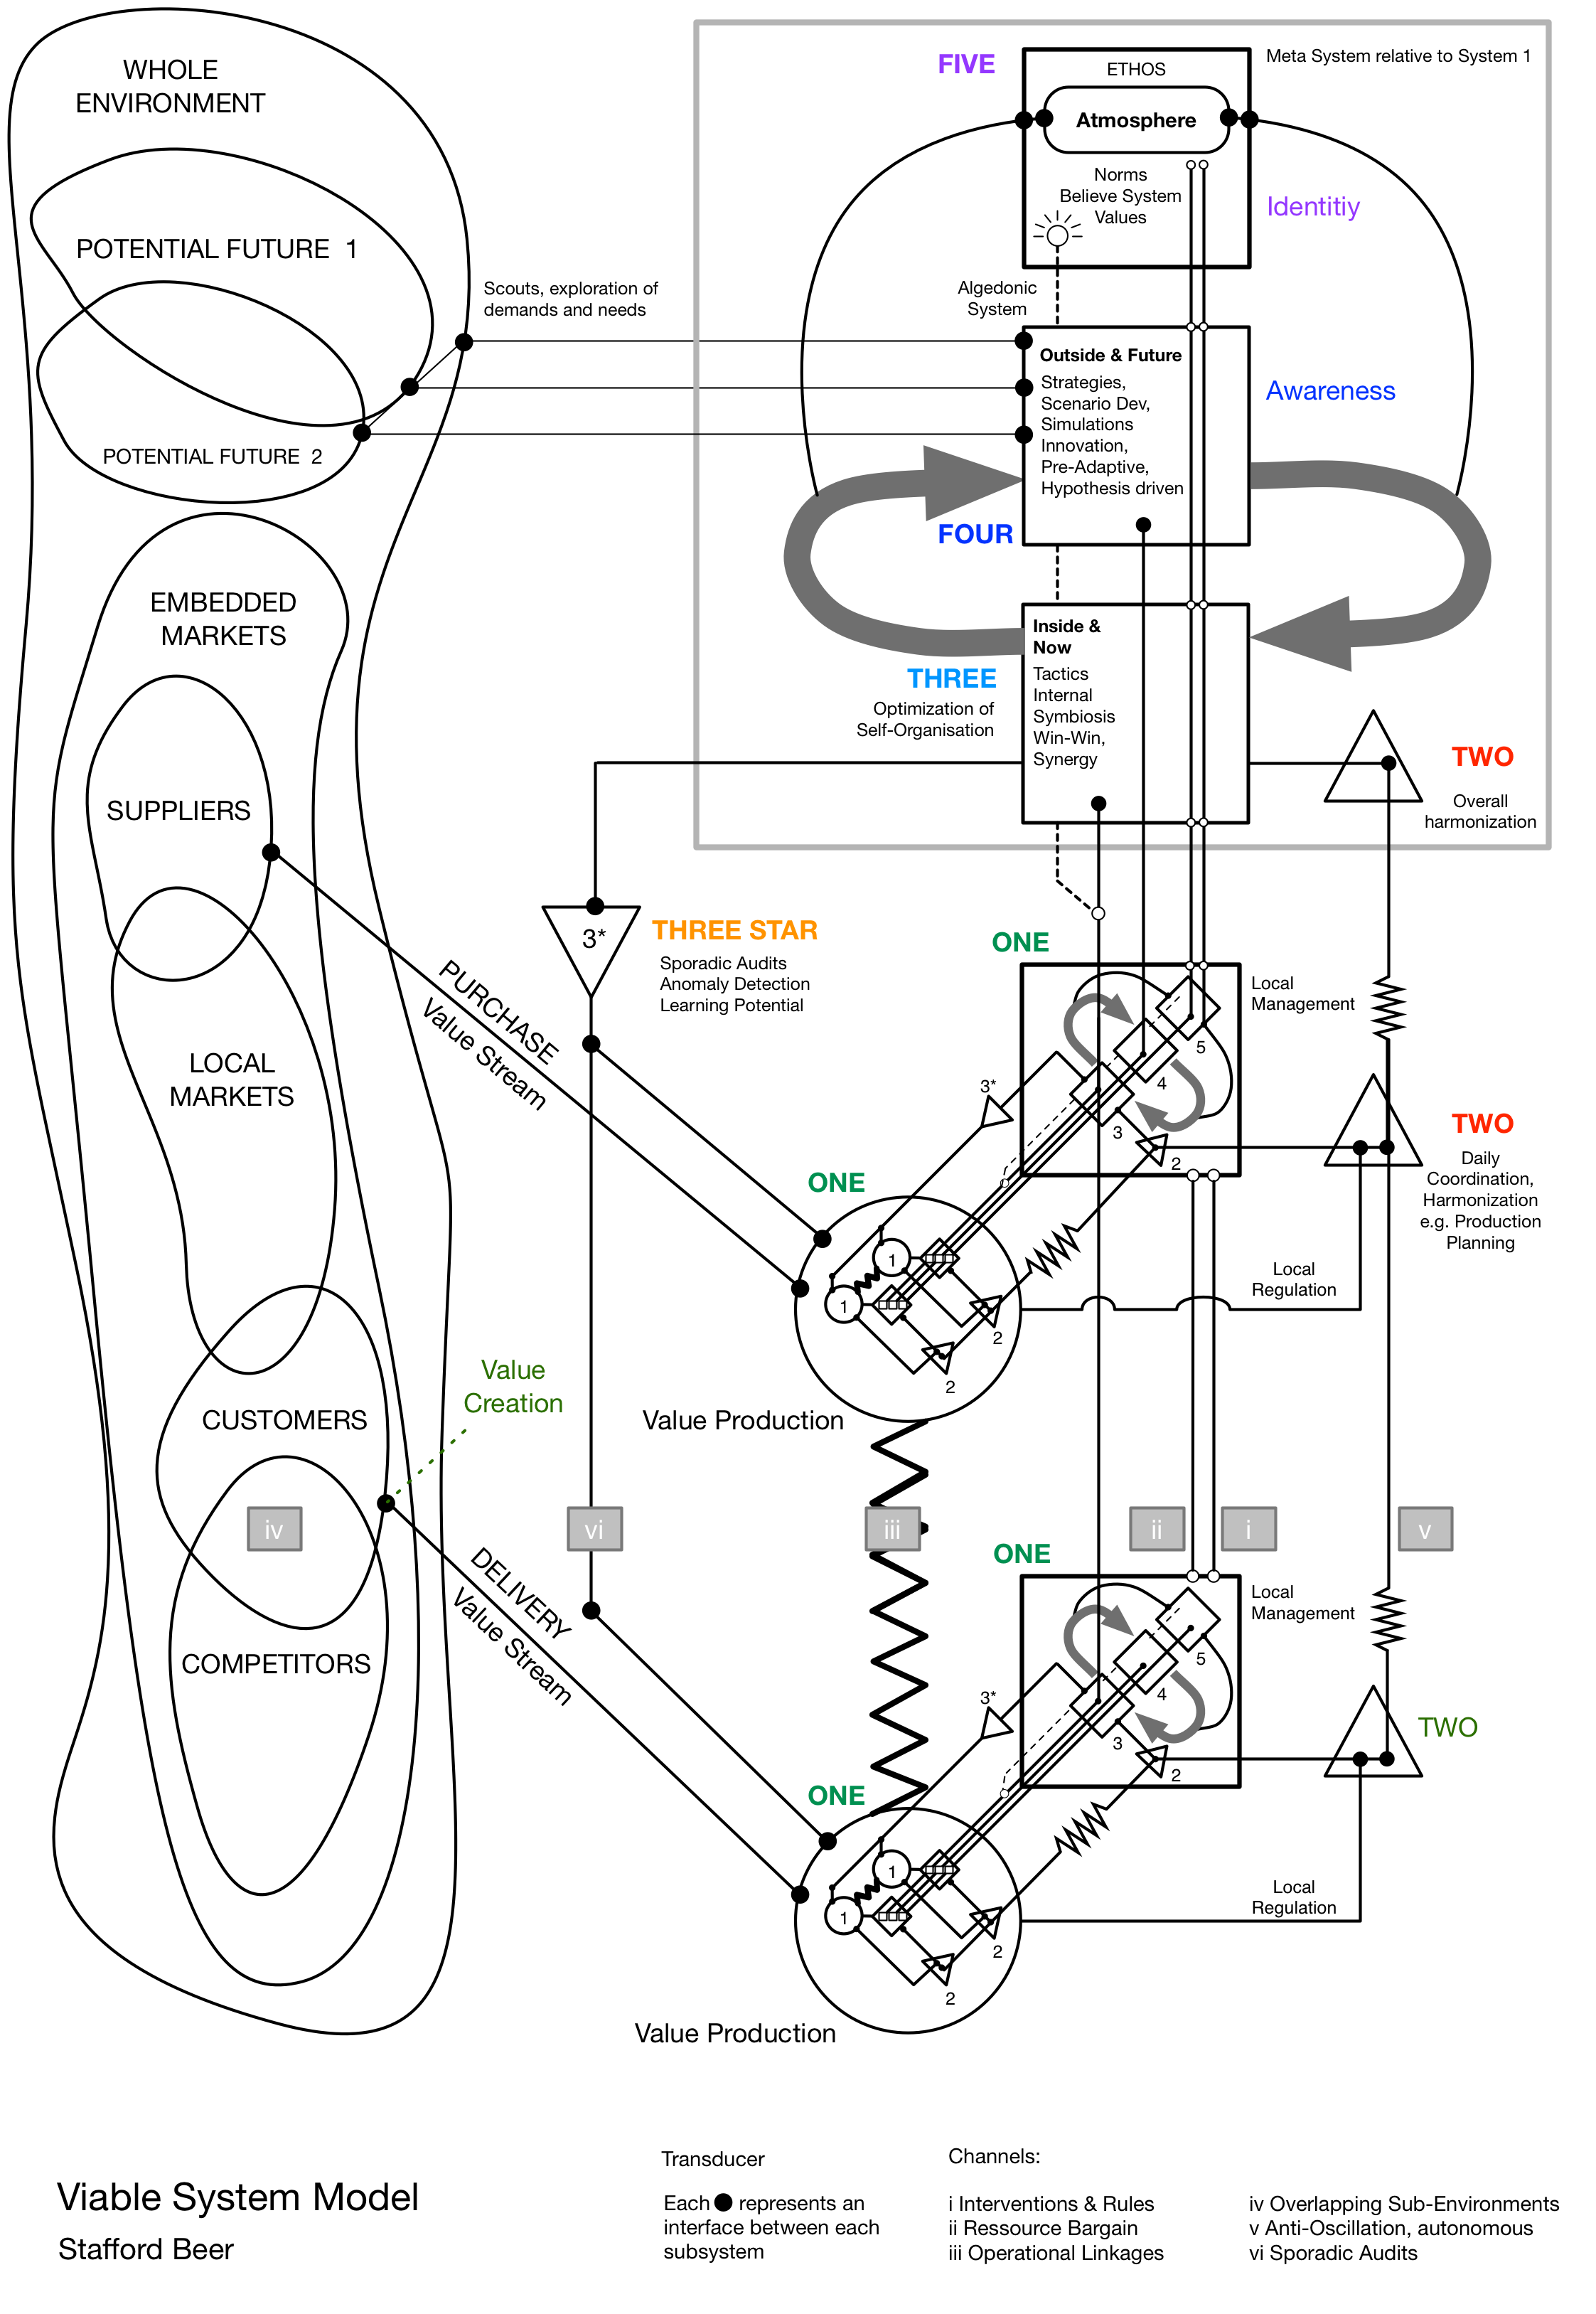 WHOLE
ENVIRONMENT
POTENTIAL FUTURE 1
POTENTIAL FUTURE 2
Scouts, exploration of
demands and needs
EMBEDDED
MARKETS
SUPPLIERS
LOCAL
MARKETS
CUSTOMERS
COMPETITORS
Value
Creation
PURCHASE
Value Stream
DELIVERY
Value Stream
Meta System relative to System 1
FIVE
ETHOS
Atmosphere
Norms
Believe System
Values
Identitiy
Algedonic
System
Outside & Future
Strategies,
Scenario Dev,
Simulations
Innovation,
Pre-Adaptive,
Hypothesis driven
Awareness
FOUR
Inside &
Now
Tactics
Internal
Symbiosis
Win-Win,
Synergy
THREE
Optimization of
Self-Organisation
TWO
Overall
harmonization
3*
THREE STAR
Sporadic Audits
Anomaly Detection
Learning Potential
ONE
Local
Management
5
4
3
2
3*
TWO
Daily
Coordination,
Harmonization
e.g. Production
Planning
ONE
1
1
2
2
Local
Regulation
Value Production
iv
vi
iii
ii
i
v
ONE
Local
Management
5
4
3
2
3*
TWO
ONE
1
1
2
2
Local
Regulation
Value Production
Viable System Model
Stafford Beer
Transducer
Each represents an
interface between each
subsystem
Channels:
i Interventions & Rules
ii Ressource Bargain
iii Operational Linkages
iv Overlapping Sub-Environments
v Anti-Oscillation, autonomous
vi Sporadic Audits